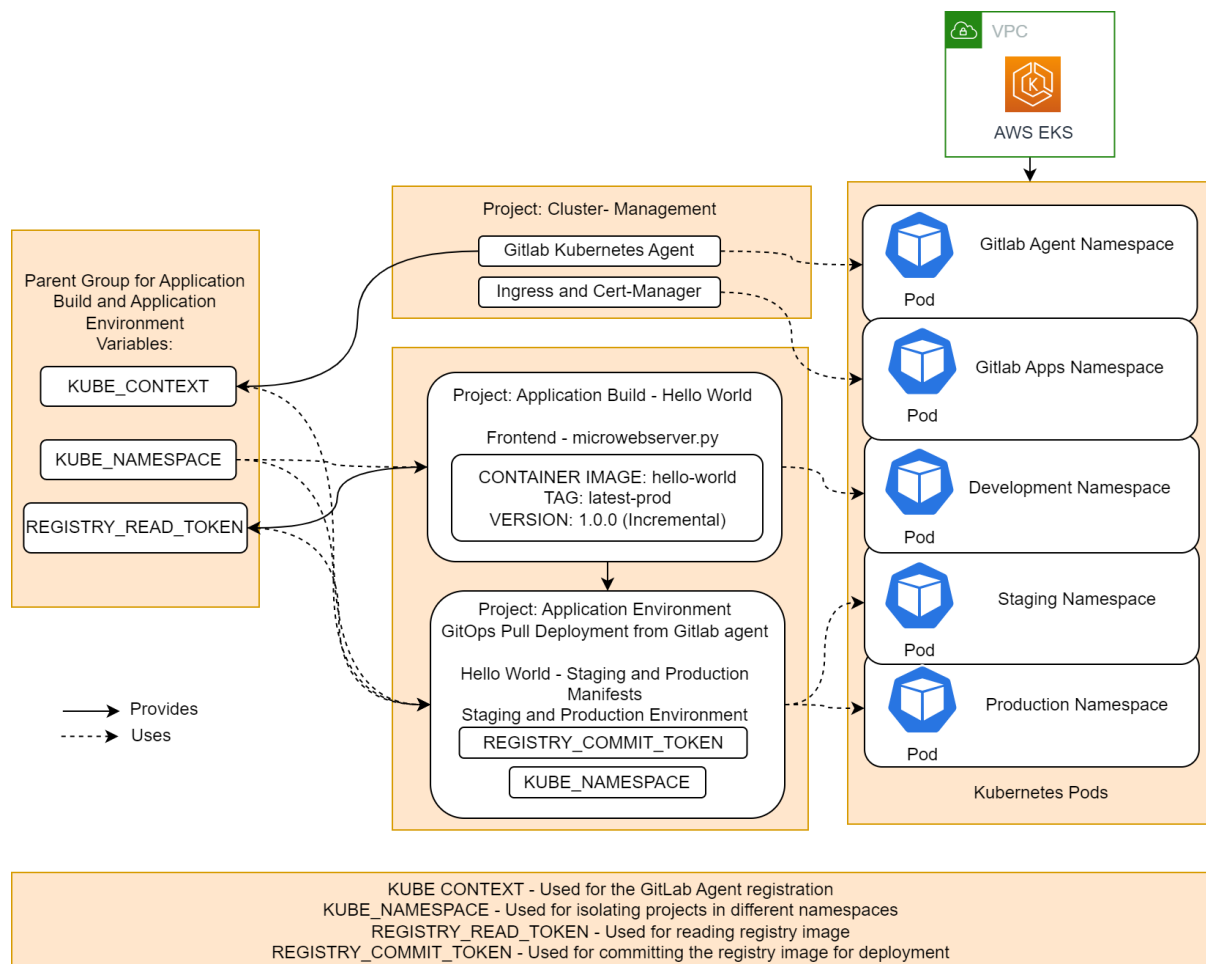 VPC
AWS EKS
Project: Cluster- Management
Gitlab Kubernetes Agent
Ingress and Cert-Manager
Parent Group for Application
Build and Application
Environment
Variables:
KUBE_CONTEXT
KUBE_NAMESPACE
REGISTRY_READ_TOKEN
Project: Application Build - Hello World
Frontend - microwebserver.py
CONTAINER IMAGE: hello-world
TAG: latest-prod
VERSION: 1.0.0 (Incremental)
Project: Application Environment
GitOps Pull Deployment from Gitlab agent
Hello World - Staging and Production
Manifests
Staging and Production Environment
REGISTRY_COMMIT_TOKEN
KUBE_NAMESPACE
Gitlab Agent Namespace
Pod
Gitlab Apps Namespace
Pod
Development Namespace
Pod
Staging Namespace
Pod
Production Namespace
Pod
Kubernetes Pods
Provides
Uses
KUBE CONTEXT - Used for the GitLab Agent registration
KUBE_NAMESPACE - Used for isolating projects in different namespaces
REGISTRY_READ_TOKEN - Used for reading registry image
REGISTRY_COMMIT_TOKEN - Used for committing the registry image for deployment